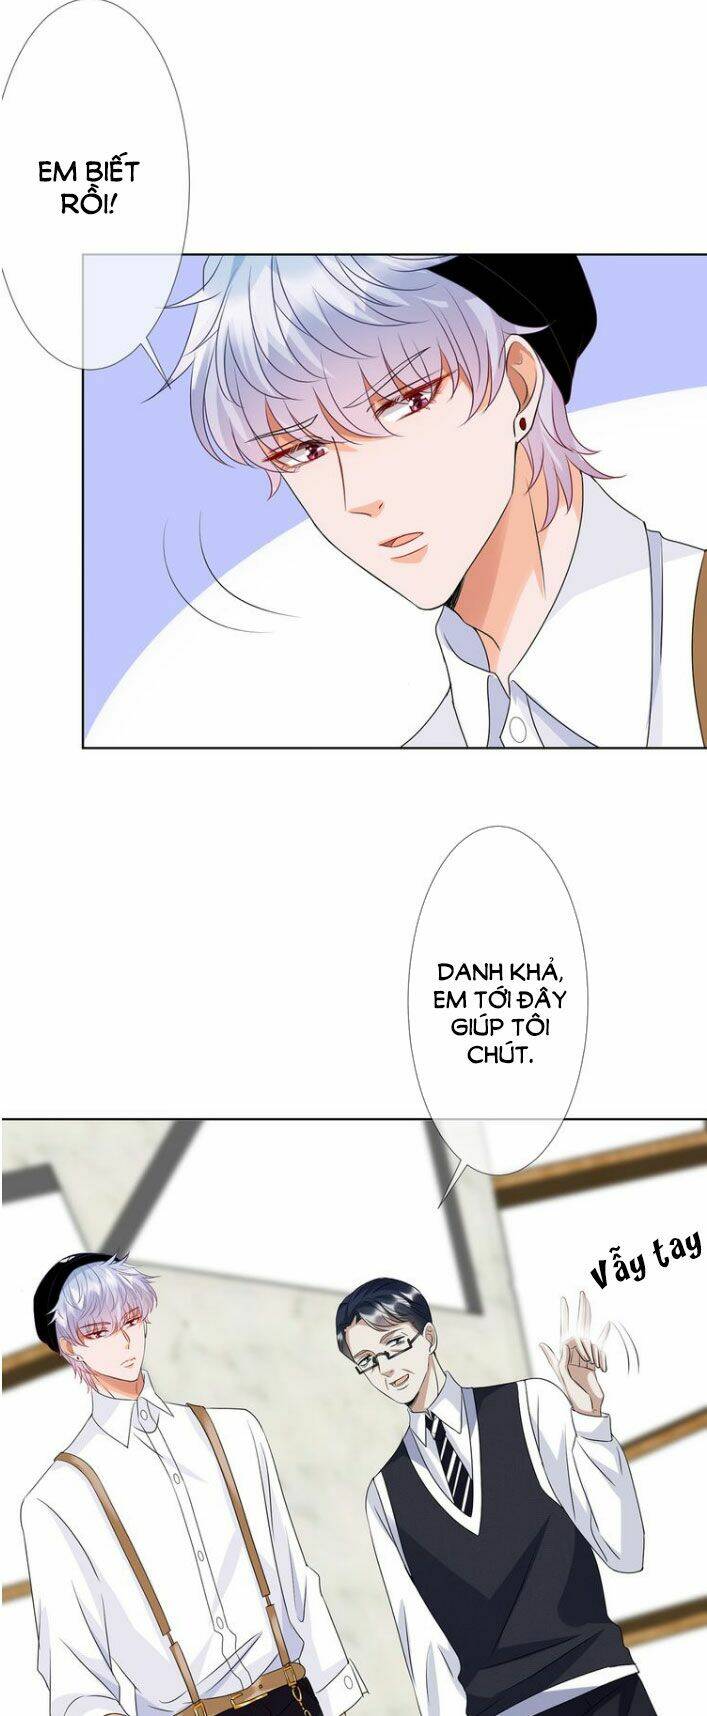 EM BIẾT
RỒI!
DANH KHẢ,
EM TỚI ĐÂY
GIÚP TÔI
CHÚT.
Vẫy tay